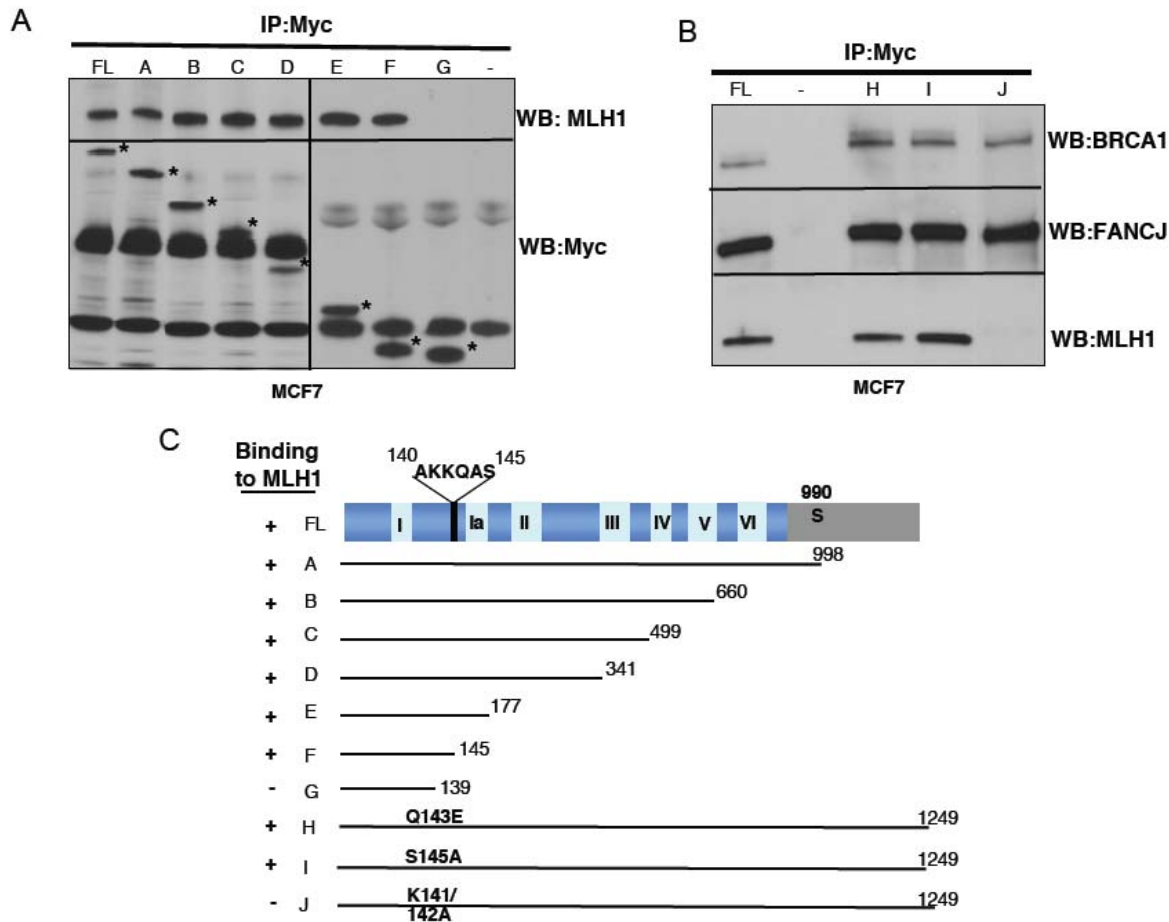 A
IP:Myc
FL A B C D E F G -
WB: MLH1
* * * * * * * *
WB:Myc
MCF7
B
IP:Myc
FL - H I J
WB:BRCA1
WB:FANCJ
WB:MLH1
MCF7
C
Binding
to MLH1
140 AKKQAS 145
+ FL I Ia II III IV V VI 990
S
+ A 998
+ B 660
+ C 499
+ D 341
+ E 177
+ F 145
- G 139
+ H Q143E 1249
+ I S145A 1249
- J K141/ 1249
142A